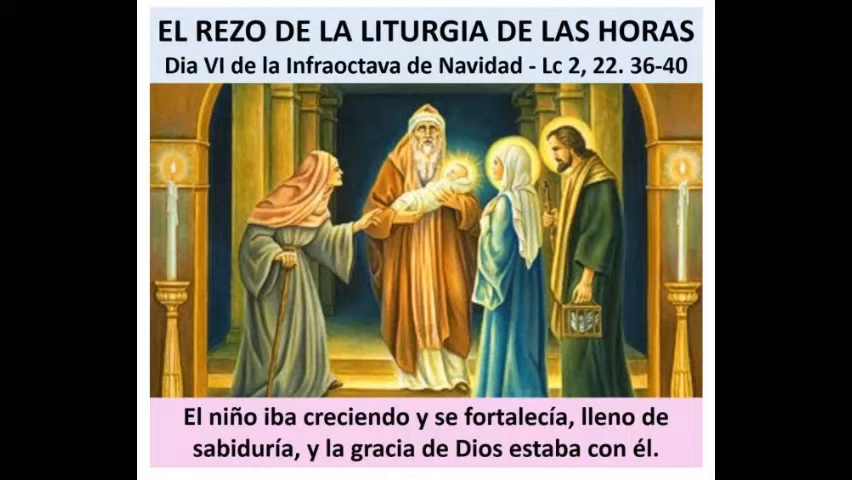 EL REZO DE LA LITURGIA DE LAS HORAS
Dia VI de la Infraoctava de Navidad - Lc 2, 22. 36-40
El niño iba creciendo y se fortalecía, lleno de
sabiduría, y la gracia de Dios estaba con él.